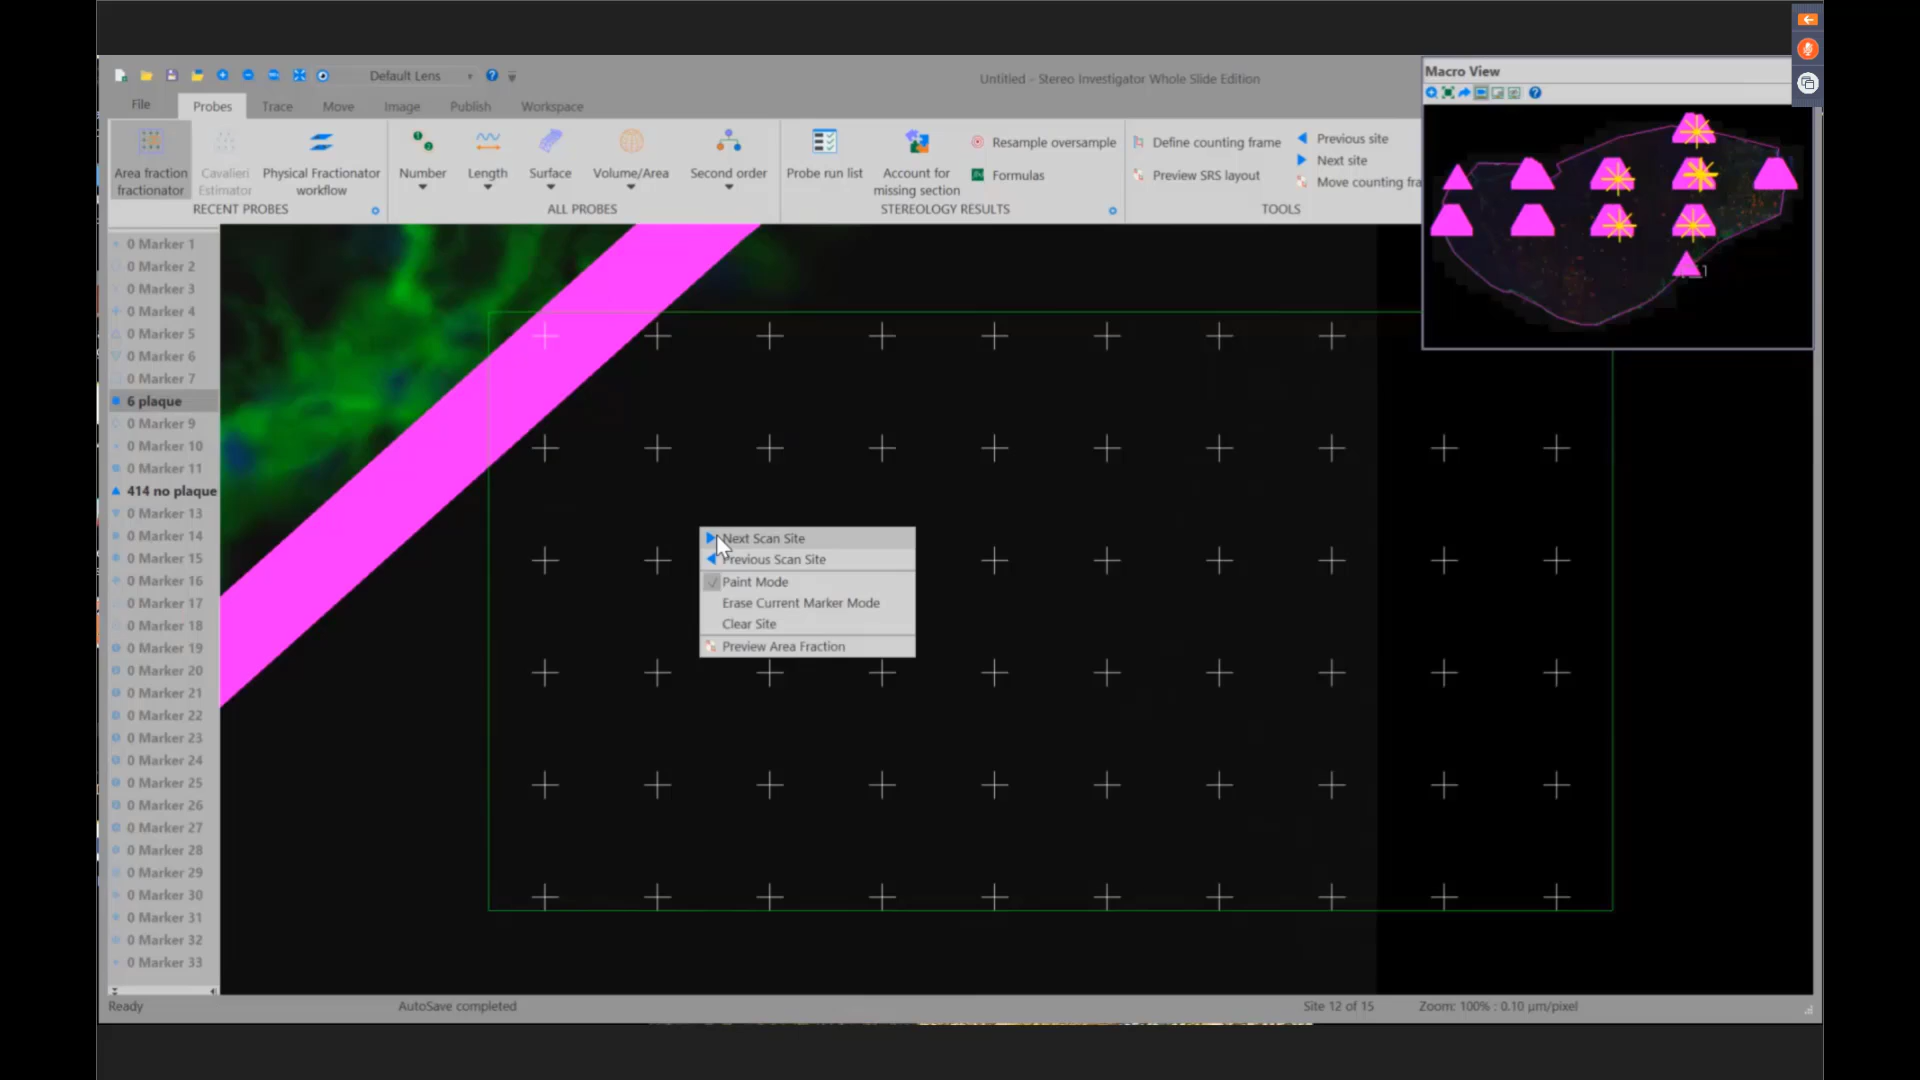 Default Lens
Untitled - Stereo Investigator Whole Slide Edition
Macro View
File
Probes
Trace
Move
Image
Publish
Workspace
Area fraction
fractionator
Cavalieri
Estimator
Physical Fractionator
workflow
RECENT PROBES
Number
Length
Surface
Volume/Area
Second order
ALL PROBES
Probe run list
Account for
missing section
Resample oversample
Formulas
STEREOLOGY RESULTS
Define counting frame
Preview SRS layout
Previous site
Next site
Move counting fra
TOOLS
0 Marker 1
0 Marker 2
0 Marker 3
0 Marker 4
0 Marker 5
0 Marker 6
0 Marker 7
6 plaque
0 Marker 9
0 Marker 10
0 Marker 11
414 no plaque
0 Marker 13
0 Marker 14
0 Marker 15
0 Marker 16
0 Marker 17
0 Marker 18
0 Marker 19
0 Marker 20
0 Marker 21
0 Marker 22
0 Marker 23
0 Marker 24
0 Marker 25
0 Marker 26
0 Marker 27
0 Marker 28
0 Marker 29
0 Marker 30
0 Marker 31
0 Marker 32
0 Marker 33
Next Scan Site
Previous Scan Site
Paint Mode
Erase Current Marker Mode
Clear Site
Preview Area Fraction
Ready
AutoSave completed
Site 12 of 15
Zoom: 100% : 0.10 µm/pixel